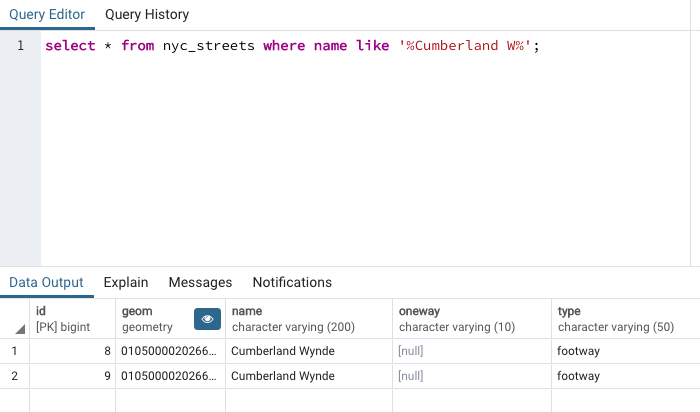 Query Editor Query History
1 select * from nyc_streets where name like '%Cumberland W%';
Data Output Explain Messages Notifications
id geom name oneway type
[PK] bigint geometry character varying (200) character varying (10) character varying (50)
1 8 0105000020266… Cumberland Wynde [null] footway
2 9 0105000020266… Cumberland Wynde [null] footway